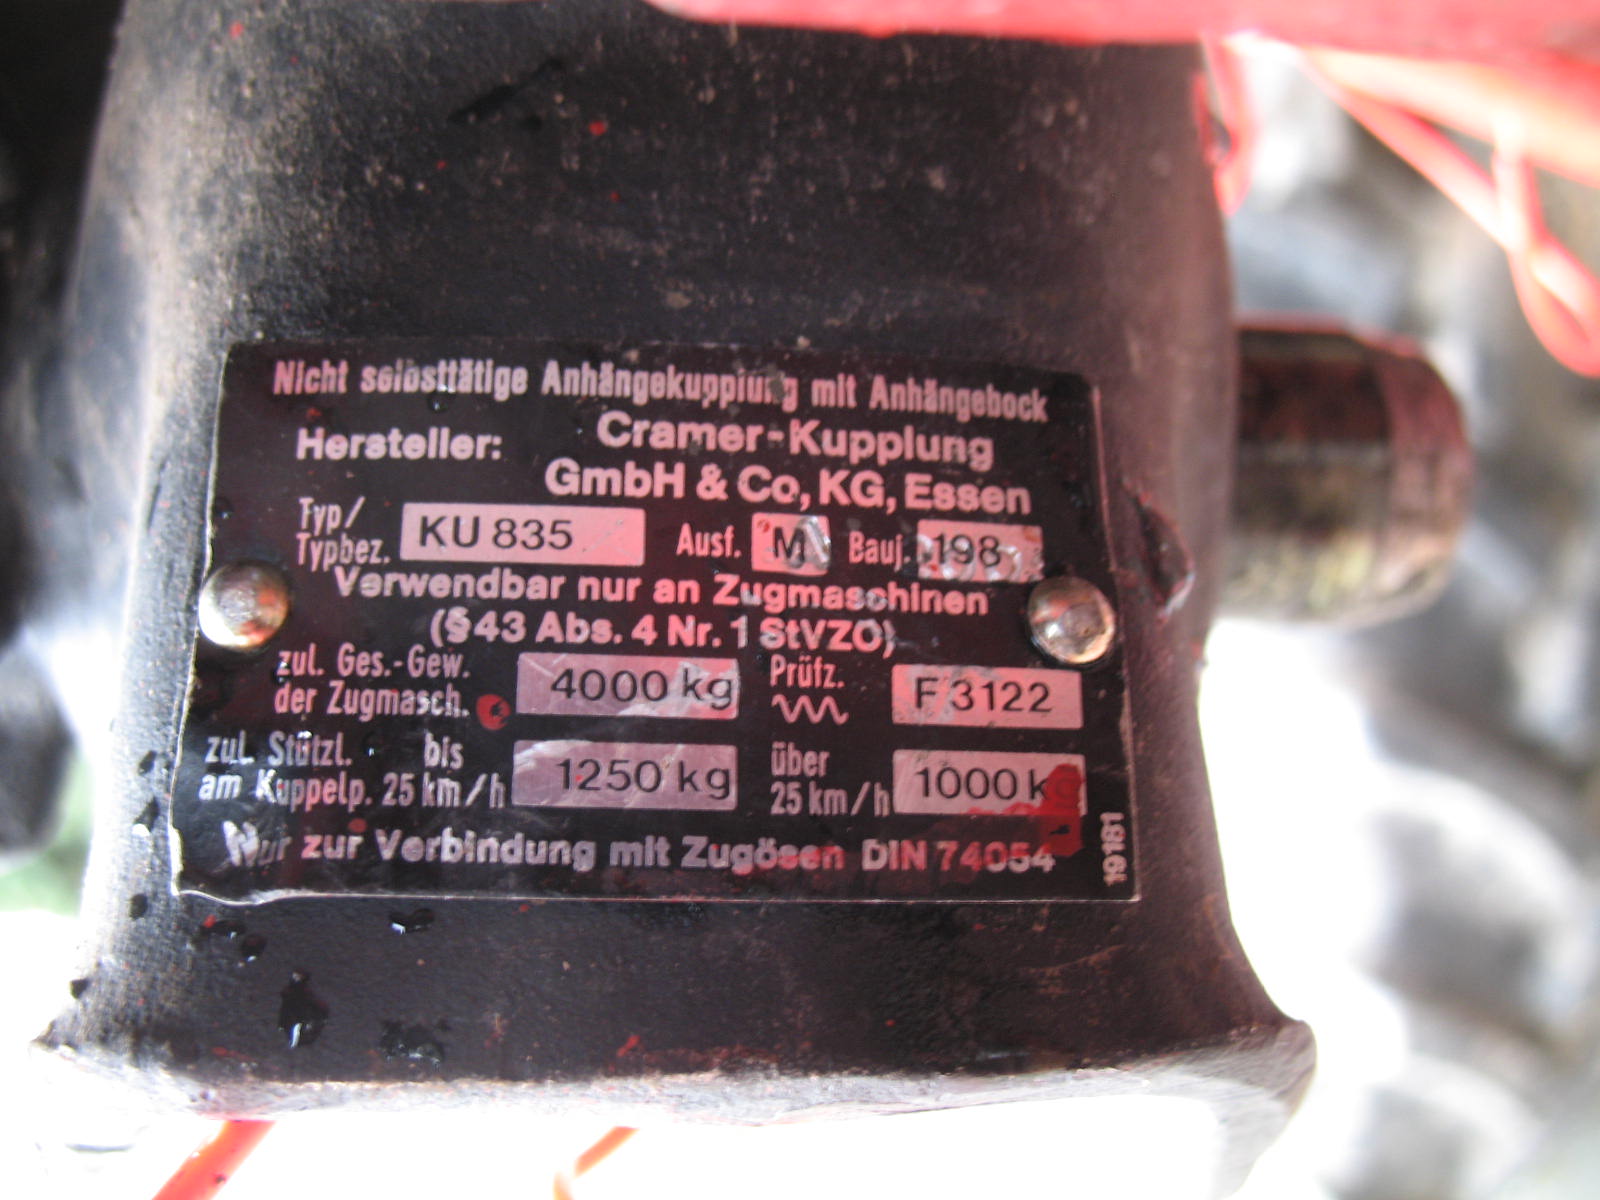 Nicht selbsttätige Anhängekupplung mit Anhängebock
Hersteller: Cramer-Kupplung
GmbH & Co, KG, Essen
Typ/
Typbez. KU 835 Ausf. M Bauj. 198
Verwendbar nur an Zugmaschinen
(§43 Abs. 4 Nr. 1 StVZO)
zul. Ges.-Gew.
der Zugmasch. 4000 kg Prüfz. F 3122
zul. Stützl. bis über
am Kuppelp. 25 km/h 1250 kg 25 km/h 1000 kg
Nur zur Verbindung mit Zugösen DIN 74054
19181